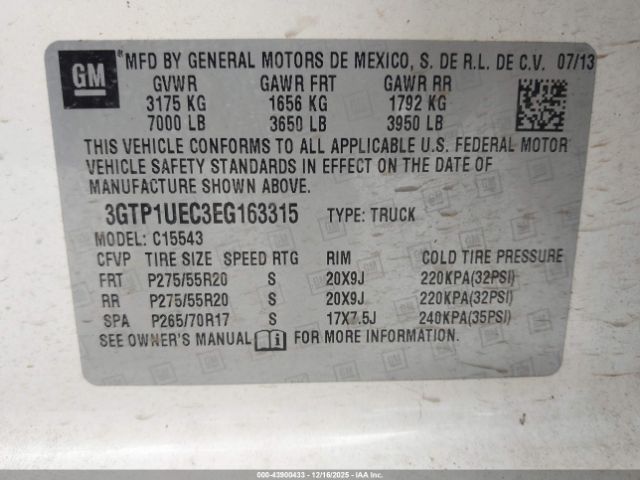 GM
® MFD BY GENERAL MOTORS DE MEXICO, S. DE R.L. DE C.V. 07/13
GVWR GAWR FRT GAWR RR
3175 KG 1656 KG 1792 KG
7000 LB 3650 LB 3950 LB
THIS VEHICLE CONFORMS TO ALL APPLICABLE U.S. FEDERAL MOTOR
VEHICLE SAFETY STANDARDS IN EFFECT ON THE DATE OF
MANUFACTURE SHOWN ABOVE.
3GTP1UEC3EG163315 TYPE: TRUCK
MODEL: C15543
CFVP TIRE SIZE SPEED RTG RIM COLD TIRE PRESSURE
FRT P275/55R20 S 20X9J 220KPA(32PSI)
RR P275/55R20 S 20X9J 220KPA(32PSI)
SPA P265/70R17 S 17X7.5J 240KPA(35PSI)
SEE OWNER'S MANUAL FOR MORE INFORMATION.
000-43900433 - 12/16/2025 - IAA Inc.